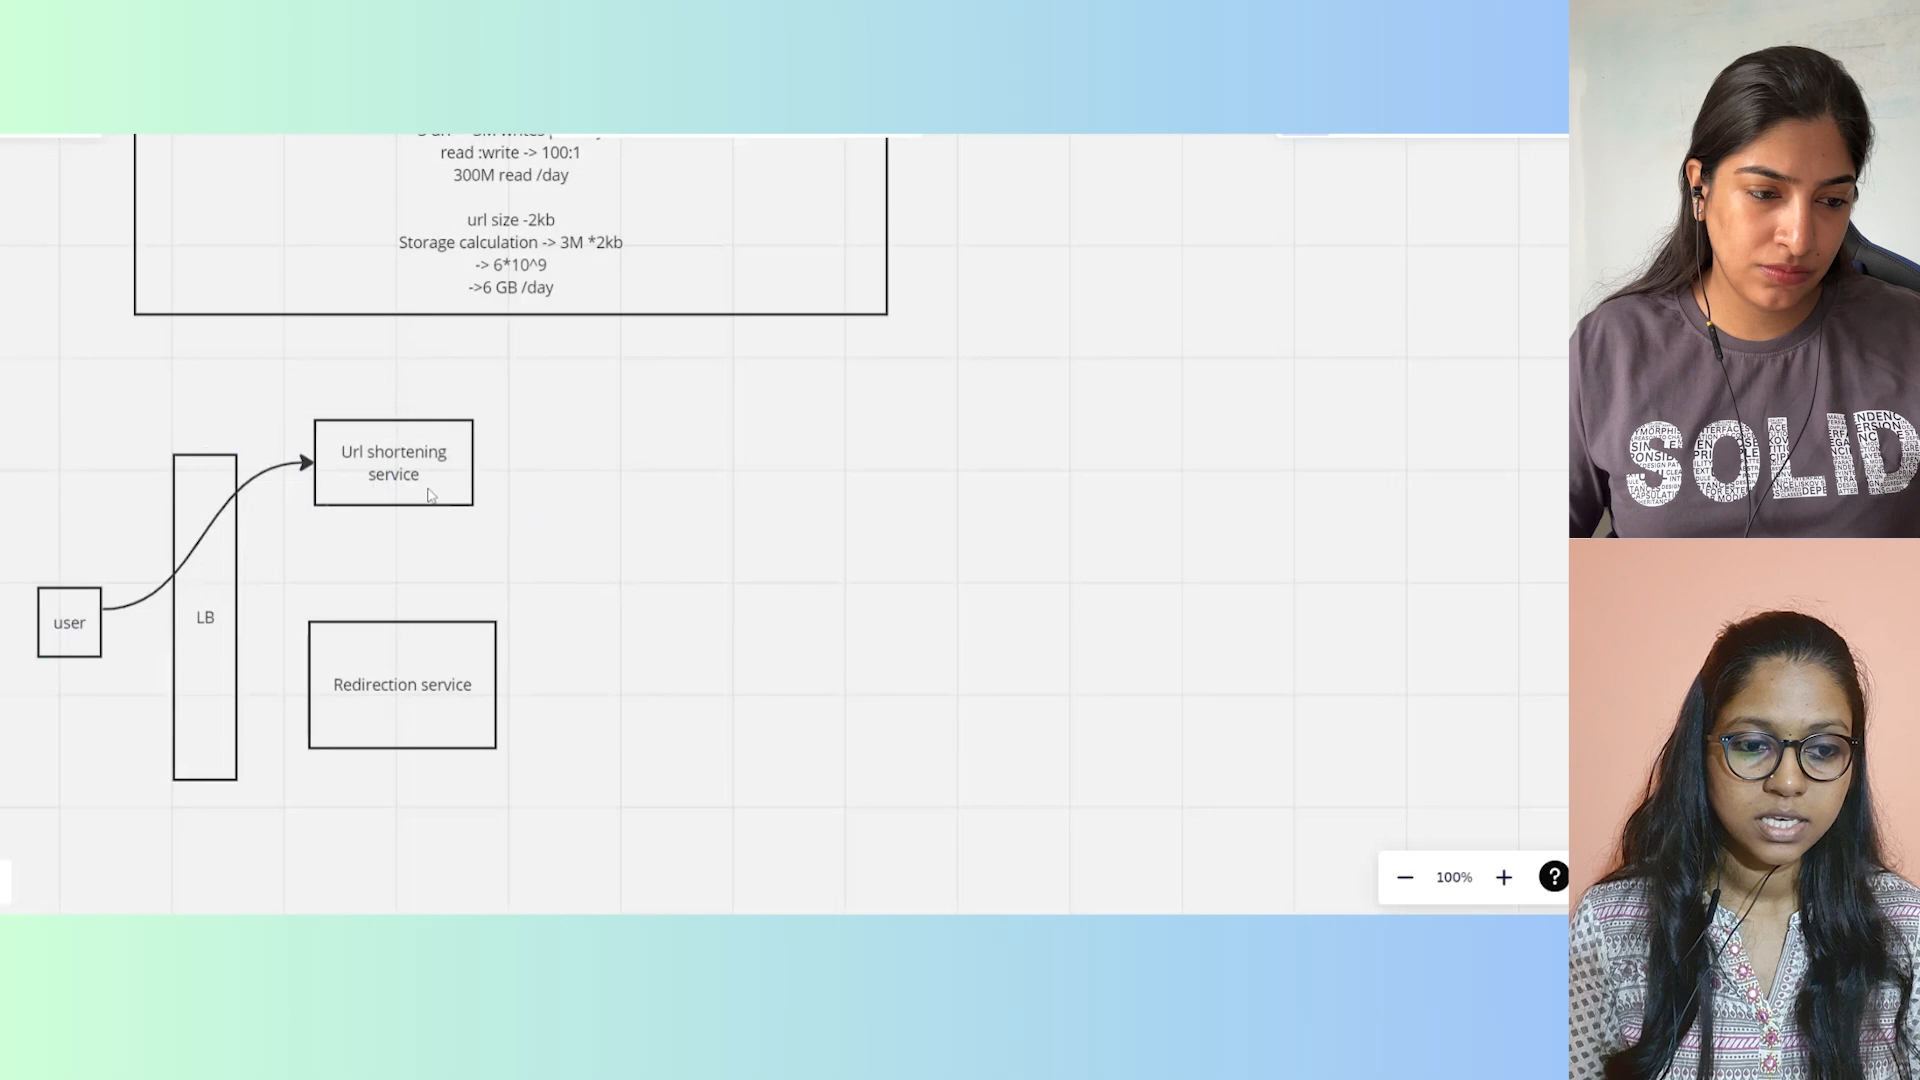 read :write -> 100:1
300M read /day
url size -2kb
Storage calculation -> 3M *2kb
-> 6*10^9
->6 GB /day
Url shortening
service
LB
user
Redirection service
100%
?
SOLID